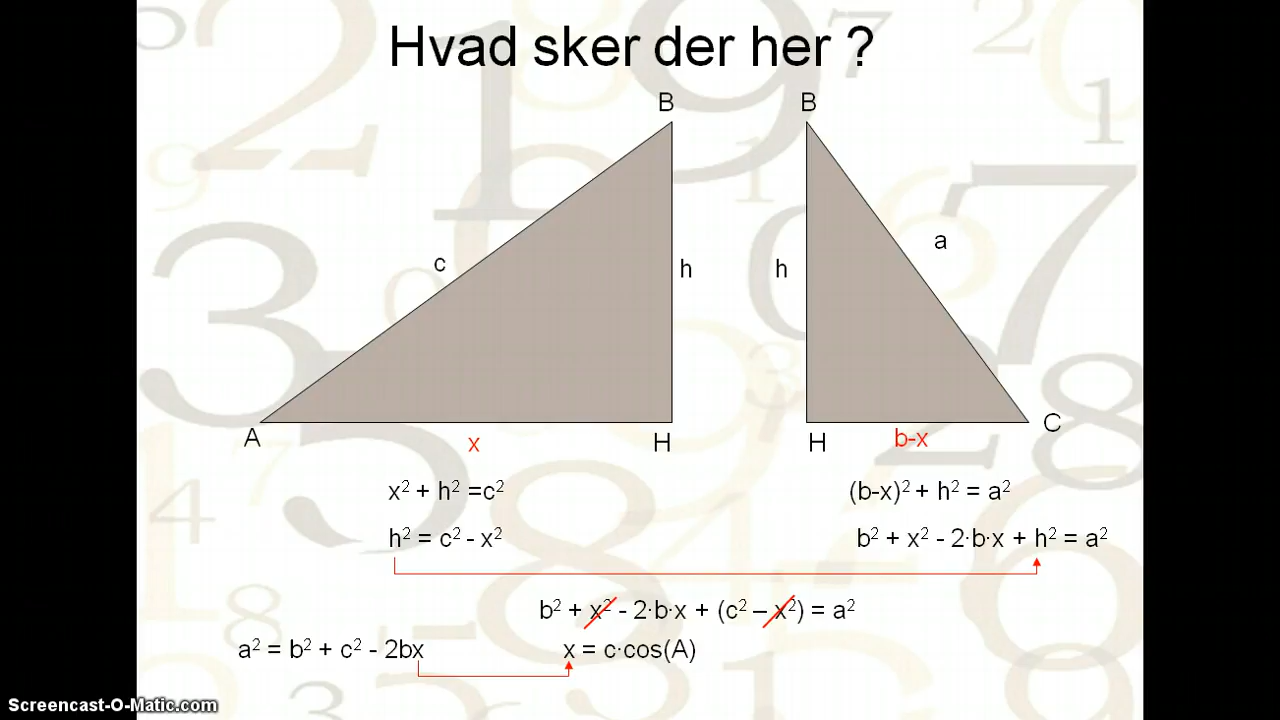 Hvad sker der her ?
B
B
c
h
h
a
A
x
H
H
b-x
C
x² + h² =c²
(b-x)² + h² = a²
h² = c² - x²
b² + x² - 2·b·x + h² = a²
b² + x² - 2·b·x + (c² – x²) = a²
a² = b² + c² - 2bx
x = c·cos(A)
Screencast-O-Matic.com